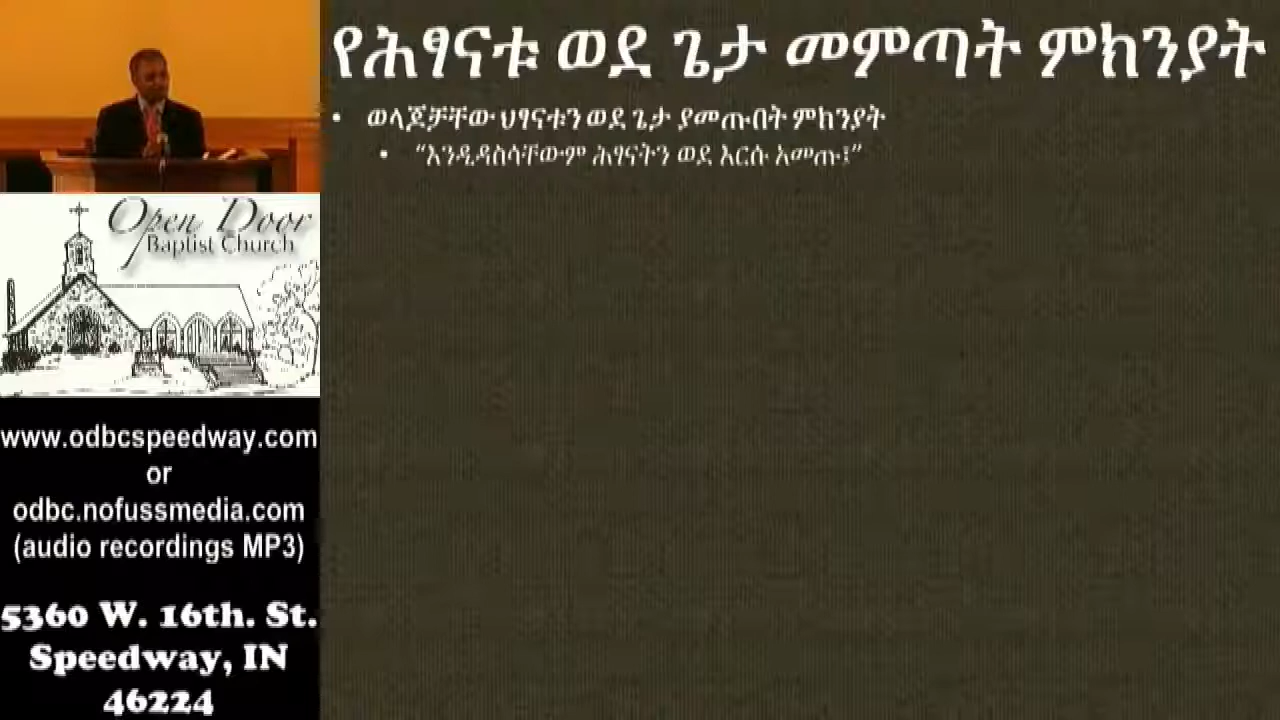 የሕፃናቱ ወደ ጌታ መምጣት ምክንያት
• ወላጆቻቸው ህፃናቱን ወደ ጌታ ያመጡበት ምክንያት
• “እንዲዳስሳቸውም ሕፃናትን ወደ እርሱ አመጡ፤”
Open Door
Baptist Church
www.odbcspeedway.com
or
odbc.nofussmedia.com
(audio recordings MP3)
5360 W. 16th. St.
Speedway, IN
46224